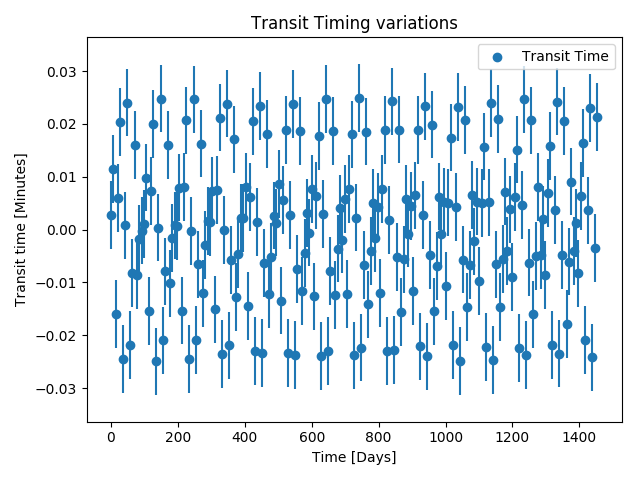 Transit Timing variations
Transit Time
Transit time [Minutes]
0.03
0.02
0.01
0.00
−0.01
−0.02
−0.03
0 200 400 600 800 1000 1200 1400
Time [Days]